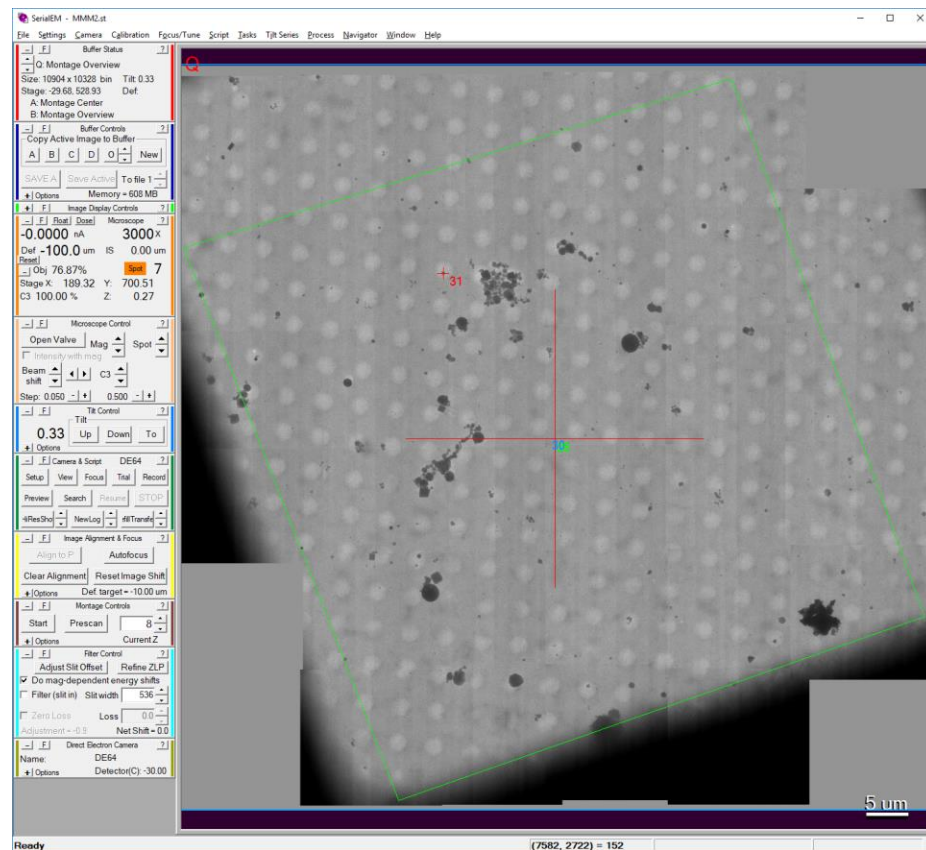 SerialEM - MMM2.st
File Settings Camera Calibration Focus/Tune Script Tasks Tilt Series Process Navigator Window Help
- F Buffer Status ?
Q: Montage Overview
Size: 10904 x 10328 bin Tilt: 0.33
Stage: -29.68, 528.93 Def:
A: Montage Center
B: Montage Overview
- F Buffer Controls ?
Copy Active Image to Buffer
A B C D O New
SAVE A Save Active To file 1
+ Options Memory = 608 MB
+ F Image Display Controls ?
- F Float Dose Microscope ?
-0.0000 nA 3000 X
Def -100.0 um IS 0.00 um
Reset
- Obj 76.87% Spot 7
Stage X: 189.32 Y: 700.51
C3 100.00 % Z: 0.27
- F Microscope Control ?
Open Valve Mag Spot
Intensity with mag
Beam shift C3
Step: 0.050 - + 0.500 - +
- F Tilt Control ?
Tilt
0.33 Up Down To
+ Options
- F Camera & Script DE64 ?
Setup View Focus Trial Record
Preview Search Resume STOP
HiResSho NewLog efillTransfe
- F Image Alignment & Focus ?
Align to P Autofocus
Clear Alignment Reset Image Shift
+ Options Def. target = -10.00 um
- F Montage Controls ?
Start Prescan 8
+ Options Current Z
- F Filter Control ?
Adjust Slit Offset Refine ZLP
Do mag-dependent energy shifts
Filter (slit in) Slit width 536
Zero Loss Loss 0.0
Adjustment = -0.8 Net Shift = 0.0
- F Direct Electron Camera ?
Name: DE64
+ Options Detector(C): -30.00
Q
31
30
5 um
Ready (7582, 2722) = 152